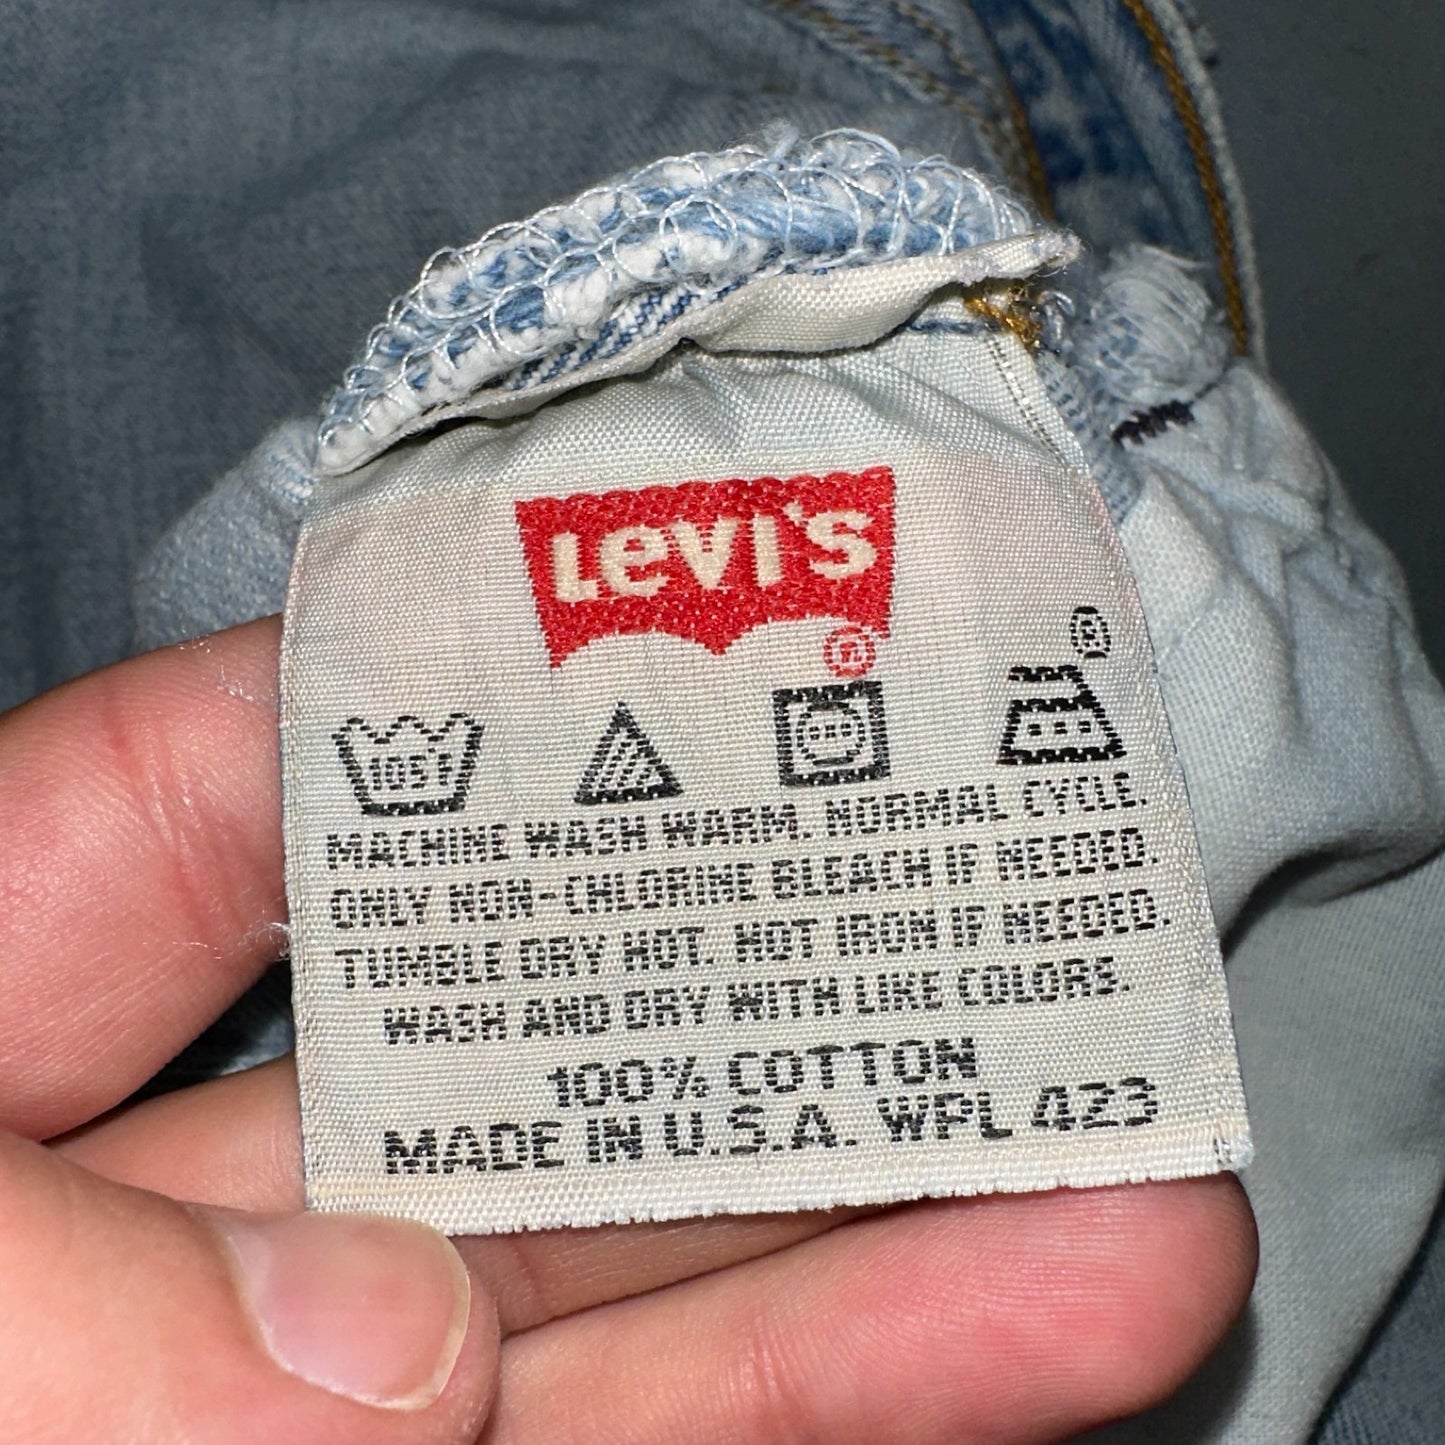 LeVI'S
®
®
105°F
MACHINE WASH WARM. NORMAL CYCLE.
ONLY NON-CHLORINE BLEACH IF NEEDED.
TUMBLE DRY HOT. HOT IRON IF NEEDED.
WASH AND DRY WITH LIKE COLORS.
100% COTTON
MADE IN U.S.A. WPL 423